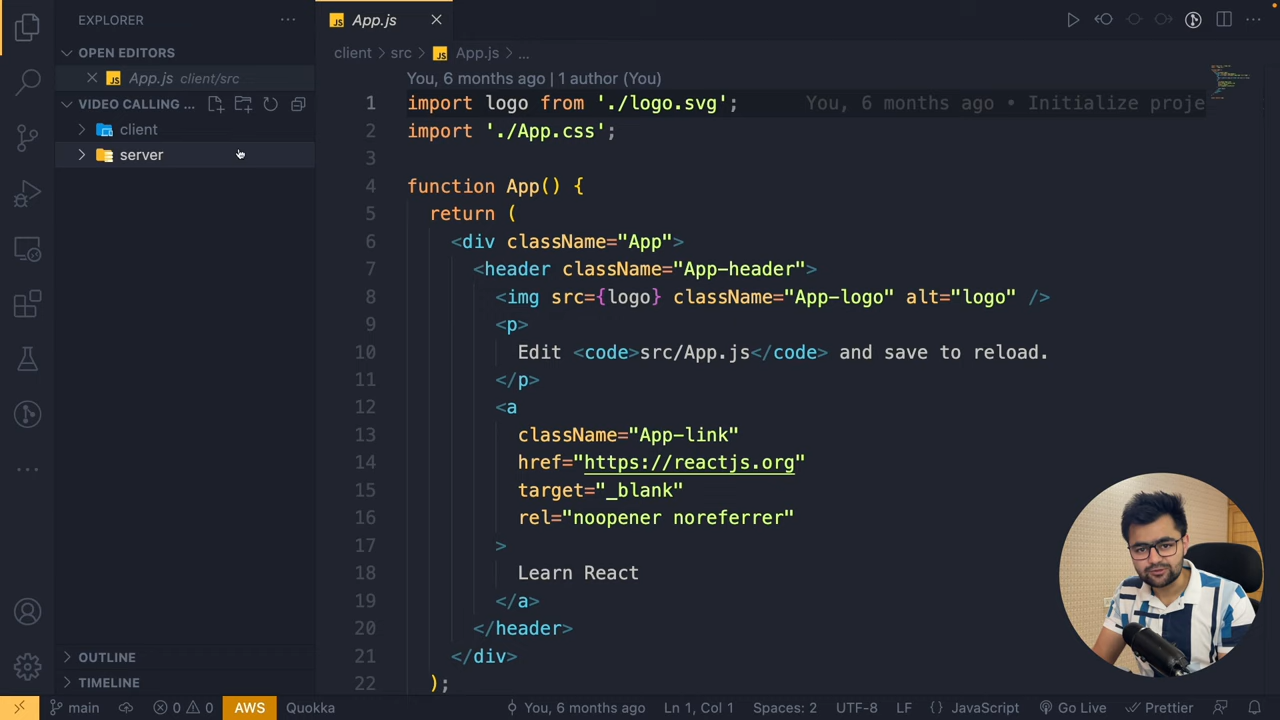 EXPLORER
OPEN EDITORS
App.js client/src
VIDEO CALLING ...
client
server
OUTLINE
TIMELINE
App.js
client > src > App.js > ...
You, 6 months ago | 1 author (You)
1 import logo from './logo.svg'; You, 6 months ago • Initialize proje
2 import './App.css';
3
4 function App() {
5 return (
6 <div className="App">
7 <header className="App-header">
8 <img src={logo} className="App-logo" alt="logo" />
9 <p>
10 Edit <code>src/App.js</code> and save to reload.
11 </p>
12 <a
13 className="App-link"
14 href="https://reactjs.org"
15 target="_blank"
16 rel="noopener noreferrer"
17 >
18 Learn React
19 </a>
20 </header>
21 </div>
22 );
main 0 0 AWS Quokka You, 6 months ago Ln 1, Col 1 Spaces: 2 UTF-8 LF {} JavaScript Go Live Prettier